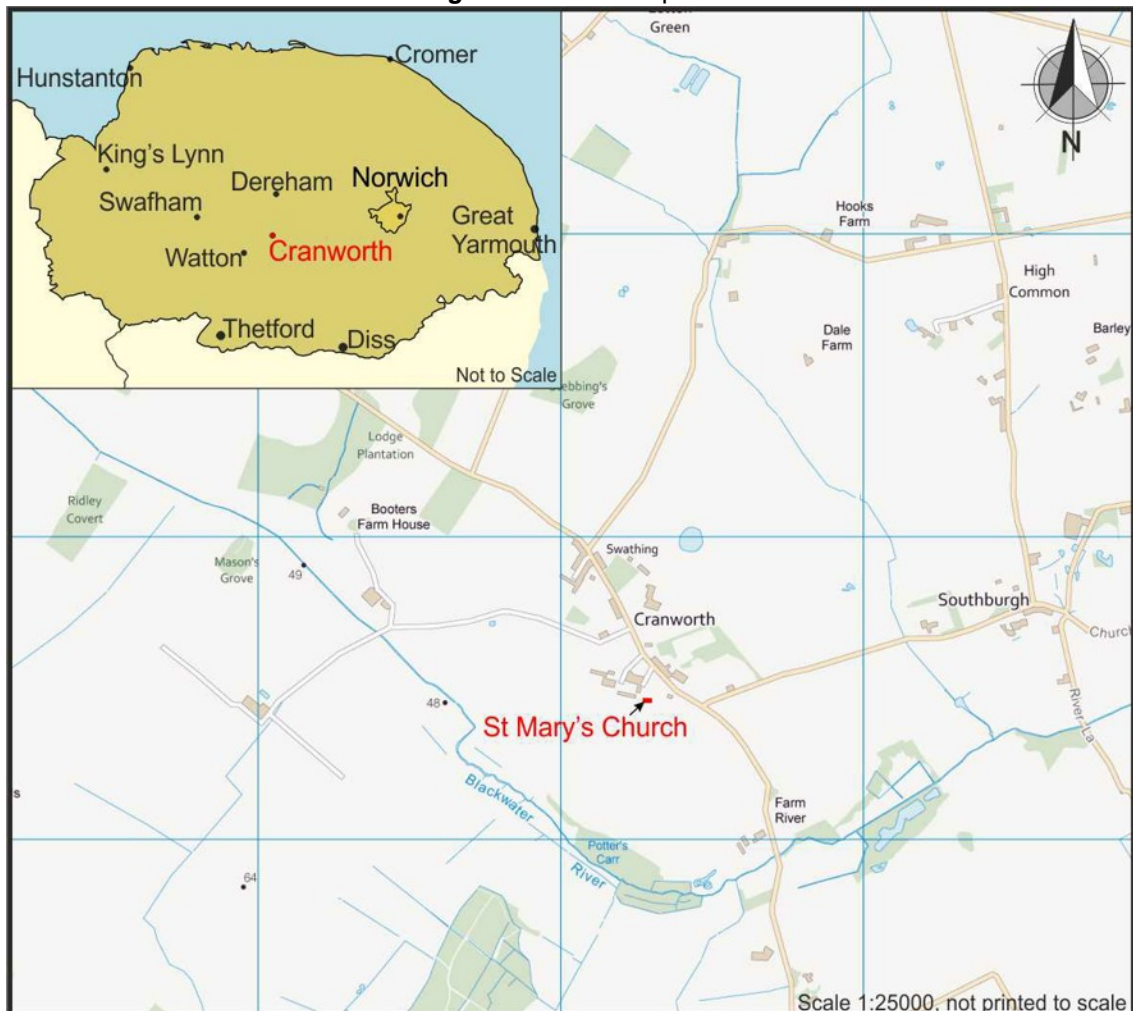 Green
Cromer
Hunstanton
King's Lynn
Dereham
Norwich
Swafham
Great
Yarmouth
Watton
Cranworth
Thetford
Diss
Not to Scale
N
Hooks
Farm
High
Common
Dale
Farm
Barley
Grove
Lodge
Plantation
Ridley
Covert
Booters
Farm House
Mason's
Grove
49
Swathing
Cranworth
Southburgh
Church
48
St Mary's Church
River La
Blackwater
River
Farm
River
Potter's
Carr
s
64
Scale 1:25000, not printed to scale